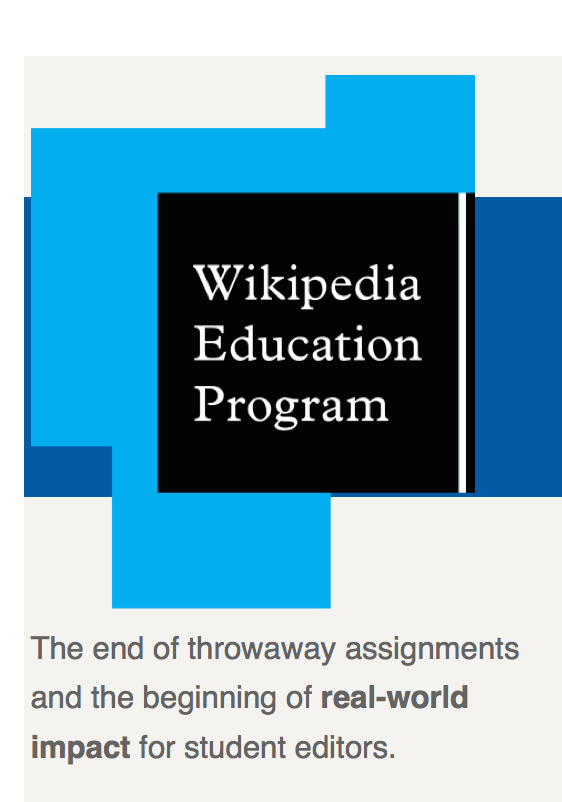 Wikipedia
Education
Program
The end of throwaway assignments
and the beginning of real-world
impact for student editors.